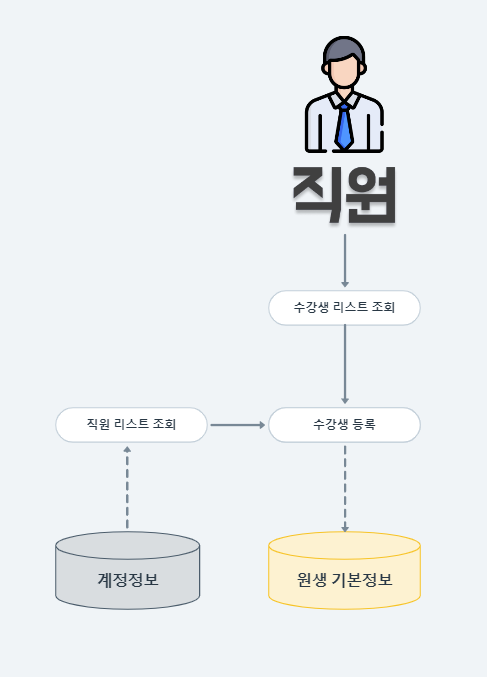 직원
수강생 리스트 조회
직원 리스트 조회
수강생 등록
계정정보
원생 기본정보